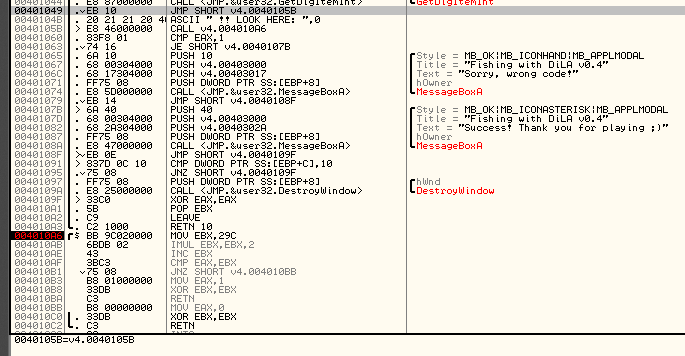 00401044 . E8 87000000 CALL <JMP.&user32.GetDlgItemInt> GetDlgItemInt
00401049 . EB 10 JMP SHORT v4.0040105B
0040104B . 20 21 21 20 4 ASCII " !! LOOK HERE: ",0
0040105B > E8 46000000 CALL v4.004010A6
00401060 . 83F8 01 CMP EAX,1
00401063 . 74 16 JE SHORT v4.0040107B
00401065 . 6A 10 PUSH 10 Style = MB_OK|MB_ICONHAND|MB_APPLMODAL
00401067 . 68 00304000 PUSH v4.00403000 Title = "Fishing with DiLA v0.4"
0040106C . 68 17304000 PUSH v4.00403017 Text = "Sorry, wrong code!"
00401071 . FF75 08 PUSH DWORD PTR SS:[EBP+8] hOwner
00401074 . E8 5D000000 CALL <JMP.&user32.MessageBoxA> MessageBoxA
00401079 . EB 14 JMP SHORT v4.0040108F
0040107B > 6A 40 PUSH 40 Style = MB_OK|MB_ICONASTERISK|MB_APPLMODAL
0040107D . 68 00304000 PUSH v4.00403000 Title = "Fishing with DiLA v0.4"
00401082 . 68 2A304000 PUSH v4.0040302A Text = "Success! Thank you for playing ;)"
00401087 . FF75 08 PUSH DWORD PTR SS:[EBP+8] hOwner
0040108A . E8 47000000 CALL <JMP.&user32.MessageBoxA> MessageBoxA
0040108F > EB 0E JMP SHORT v4.0040109F
00401091 > 837D 0C 10 CMP DWORD PTR SS:[EBP+C],10
00401095 . 75 08 JNZ SHORT v4.0040109F
00401097 . FF75 08 PUSH DWORD PTR SS:[EBP+8] hWnd
0040109A . E8 25000000 CALL <JMP.&user32.DestroyWindow> DestroyWindow
0040109F > 33C0 XOR EAX,EAX
004010A1 . 5B POP EBX
004010A2 . C9 LEAVE
004010A3 . C2 1000 RETN 10
004010A6 $ BB 9C020000 MOV EBX,29C
004010AB 6BDB 02 IMUL EBX,EBX,2
004010AE 43 INC EBX
004010AF 3BC3 CMP EAX,EBX
004010B1 75 08 JNZ SHORT v4.004010BB
004010B3 B8 01000000 MOV EAX,1
004010B8 33DB XOR EBX,EBX
004010BA C3 RETN
004010BB B8 00000000 MOV EAX,0
004010C0 . 33DB XOR EBX,EBX
004010C2 . C3 RETN
0040105B=v4.0040105B